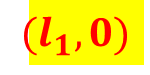 (l₁, 0)